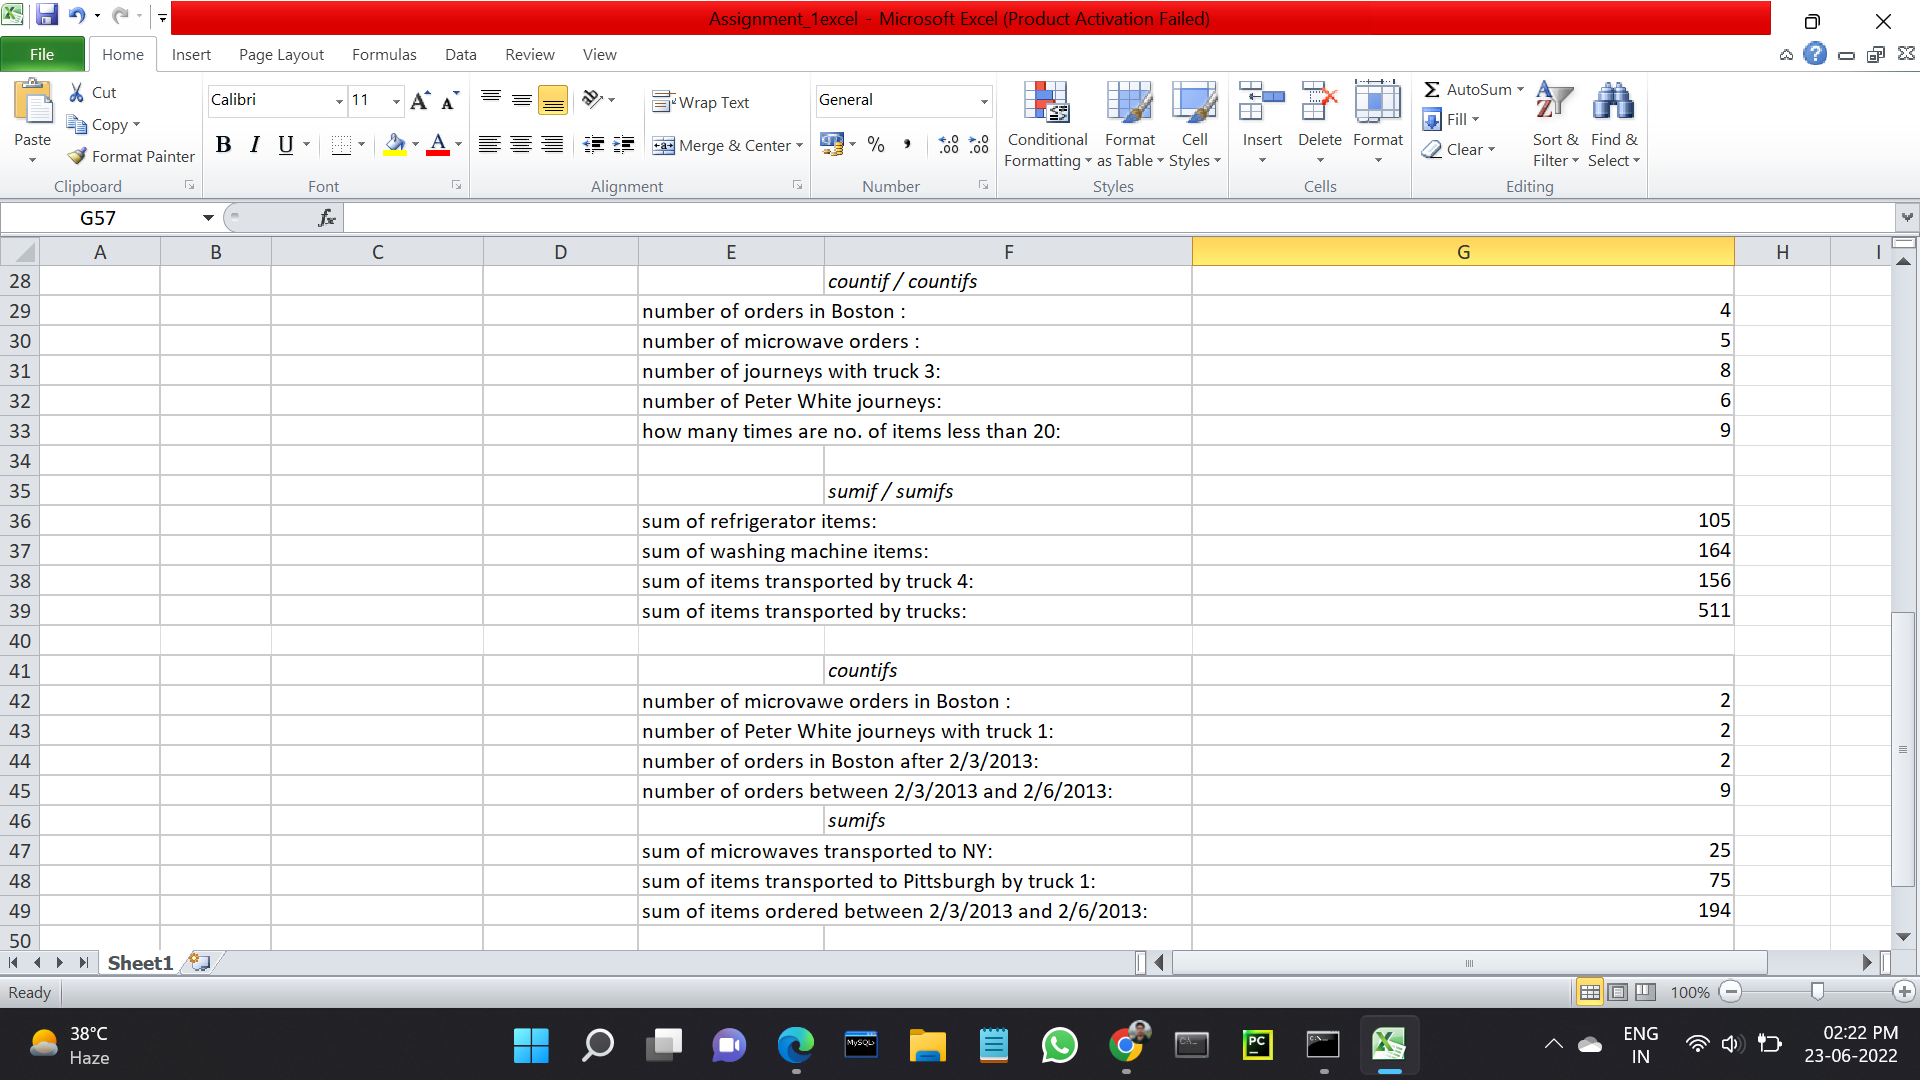 Assignment_1excel - Microsoft Excel (Product Activation Failed)
File Home Insert Page Layout Formulas Data Review View
Paste
Cut
Copy
Format Painter
Clipboard
Calibri 11
B I U A
Font
Wrap Text
Merge & Center
Alignment
General
%
Number
Conditional Formatting
Format as Table
Cell Styles
Styles
Insert
Delete
Format
Cells
AutoSum
Fill
Clear
Sort & Filter
Find & Select
Editing
G57 fx
A B C D E F G H I
28 countif / countifs
29 number of orders in Boston : 4
30 number of microwave orders : 5
31 number of journeys with truck 3: 8
32 number of Peter White journeys: 6
33 how many times are no. of items less than 20: 9
34
35 sumif / sumifs
36 sum of refrigerator items: 105
37 sum of washing machine items: 164
38 sum of items transported by truck 4: 156
39 sum of items transported by trucks: 511
40
41 countifs
42 number of microvawe orders in Boston : 2
43 number of Peter White journeys with truck 1: 2
44 number of orders in Boston after 2/3/2013: 2
45 number of orders between 2/3/2013 and 2/6/2013: 9
46 sumifs
47 sum of microwaves transported to NY: 25
48 sum of items transported to Pittsburgh by truck 1: 75
49 sum of items ordered between 2/3/2013 and 2/6/2013: 194
50
Sheet1
Ready 100%
38°C
Haze
MySQL
PC
ENG
IN
02:22 PM
23-06-2022